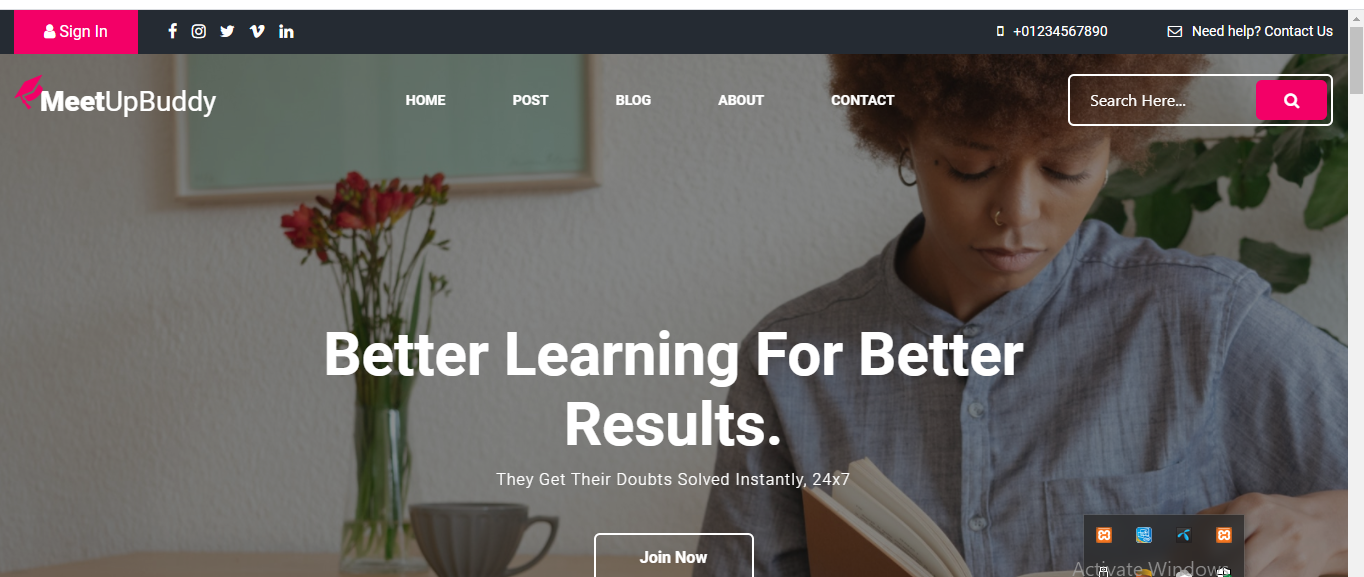 Sign In
+01234567890
Need help? Contact Us
MeetUpBuddy
HOME
POST
BLOG
ABOUT
CONTACT
Search Here...
Better Learning For Better
Results.
They Get Their Doubts Solved Instantly, 24x7
Join Now
Activate Windows